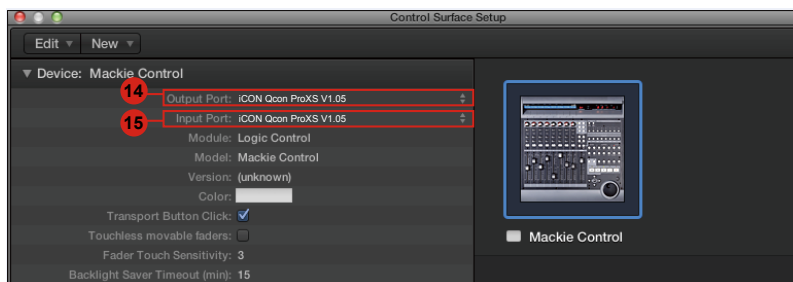 Control Surface Setup
Edit New
Device: Mackie Control
14
Output Port: iCON Qcon ProXS V1.05
15
Input Port: iCON Qcon ProXS V1.05
Module: Logic Control
Model: Mackie Control
Version: (unknown)
Color:
Transport Button Click:
Touchless movable faders:
Fader Touch Sensitivity: 3
Backlight Saver Timeout (min): 15
Mackie Control